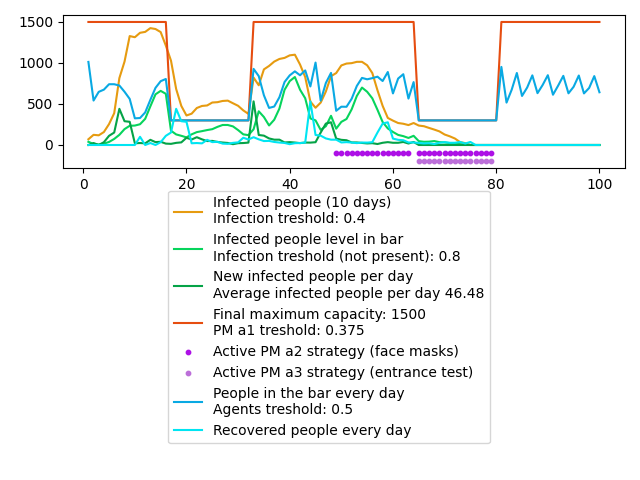 1500
1000
500
0
0 20 40 60 80 100
Infected people (10 days)
Infection treshold: 0.4
Infected people level in bar
Infection treshold (not present): 0.8
New infected people per day
Average infected people per day 46.48
Final maximum capacity: 1500
PM a1 treshold: 0.375
Active PM a2 strategy (face masks)
Active PM a3 strategy (entrance test)
People in the bar every day
Agents treshold: 0.5
Recovered people every day